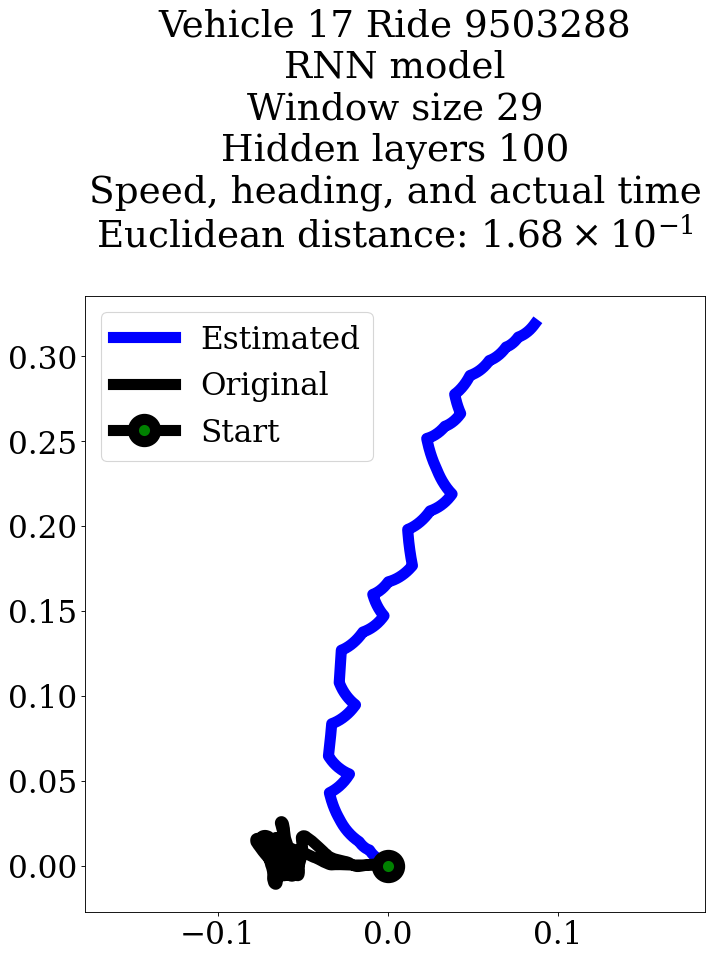 Vehicle 17 Ride 9503288
RNN model
Window size 29
Hidden layers 100
Speed, heading, and actual time
Euclidean distance: 1.68 × 10⁻¹
Estimated
Original
Start
0.30
0.25
0.20
0.15
0.10
0.05
0.00
−0.1 0.0 0.1